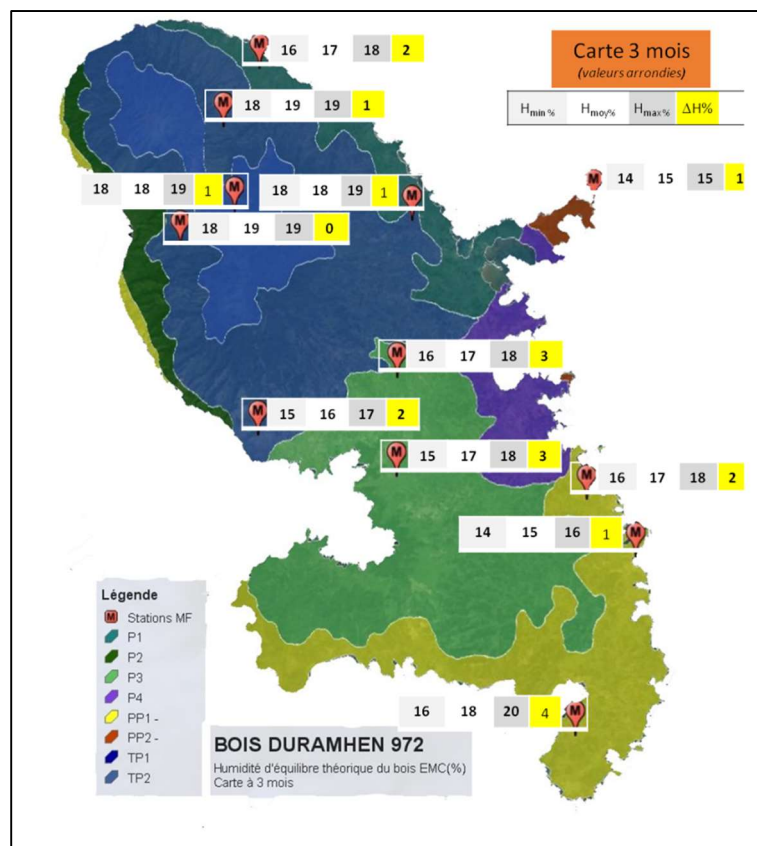 16 17 18 2
Carte 3 mois
(valeurs arrondies)
Hmin % Hmoy% Hmax% ΔH%
M 18 19 19 1
18 18 19 1 M
18 18 19 1 M
M 14 15 15 1
M 18 19 19 0
M 16 17 18 3
M 15 16 17 2
M 15 17 18 3
M 16 17 18 2
14 15 16 1 M
Légende
M Stations MF
P1
P2
P3
P4
PP1 -
PP2 -
TP1
TP2
16 18 20 4 M
BOIS DURAMHEN 972
Humidité d'équilibre théorique du bois EMC(%)
Carte à 3 mois